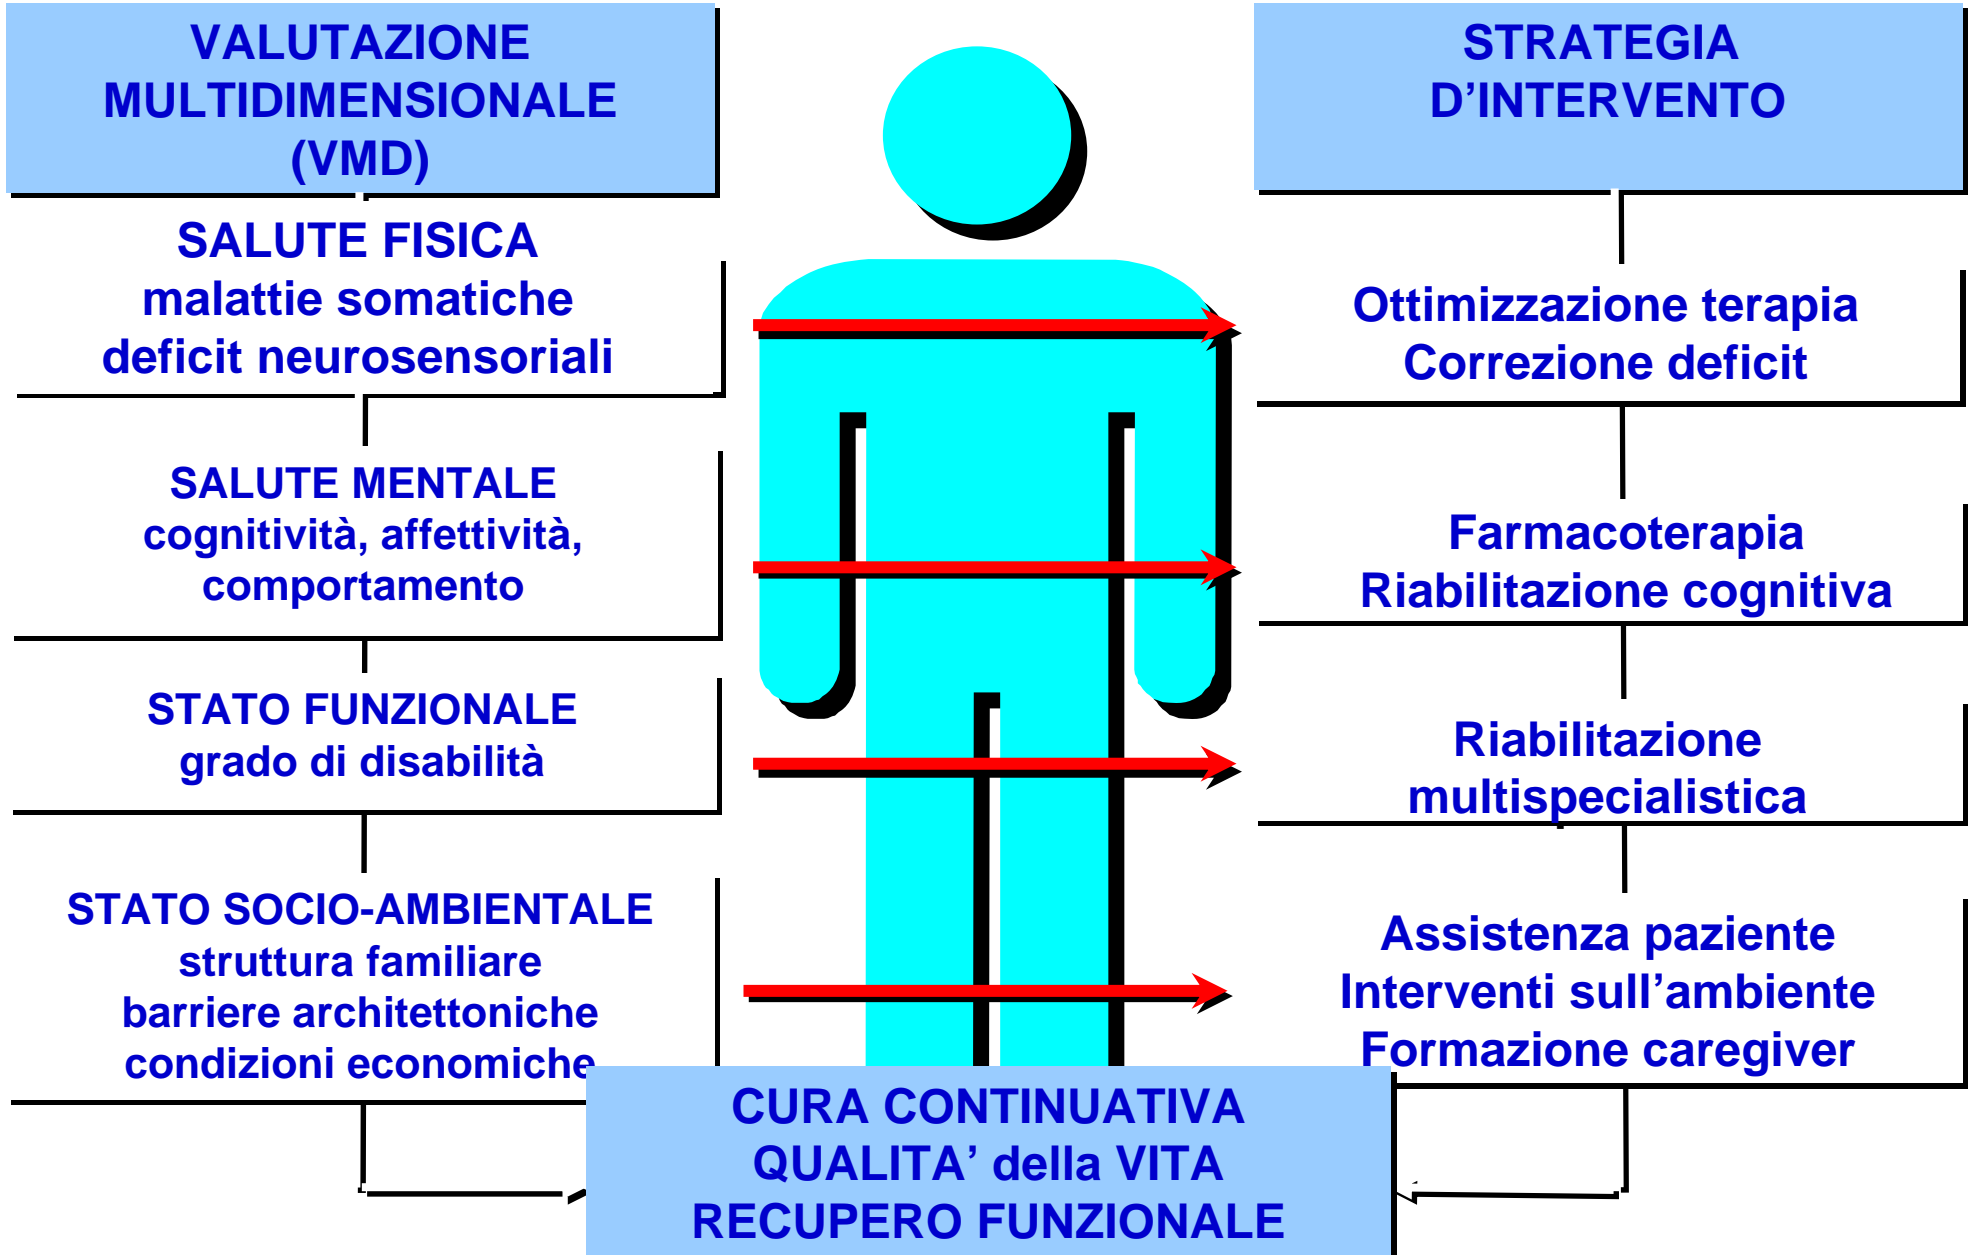 VALUTAZIONE
MULTIDIMENSIONALE
(VMD)
SALUTE FISICA
malattie somatiche
deficit neurosensoriali
SALUTE MENTALE
cognitività, affettività,
comportamento
STATO FUNZIONALE
grado di disabilità
STATO SOCIO-AMBIENTALE
struttura familiare
barriere architettoniche
condizioni economiche
STRATEGIA
D’INTERVENTO
Ottimizzazione terapia
Correzione deficit
Farmacoterapia
Riabilitazione cognitiva
Riabilitazione
multispecialistica
Assistenza paziente
Interventi sull’ambiente
Formazione caregiver
CURA CONTINUATIVA
QUALITA’ della VITA
RECUPERO FUNZIONALE